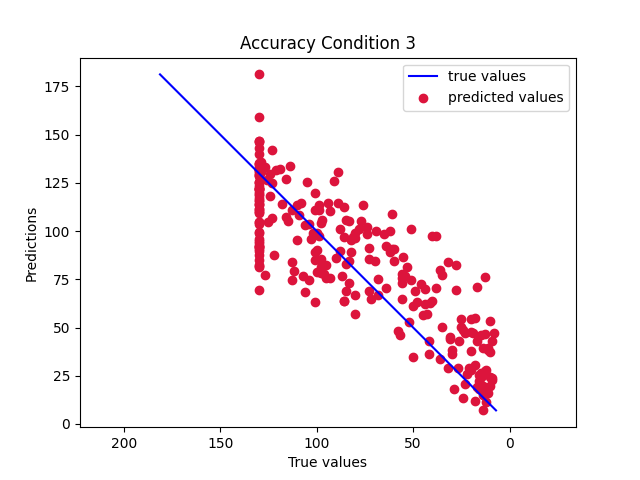 Accuracy Condition 3
true values
predicted values
175
150
125
100
75
50
25
0
Predictions
200
150
100
50
0
True values